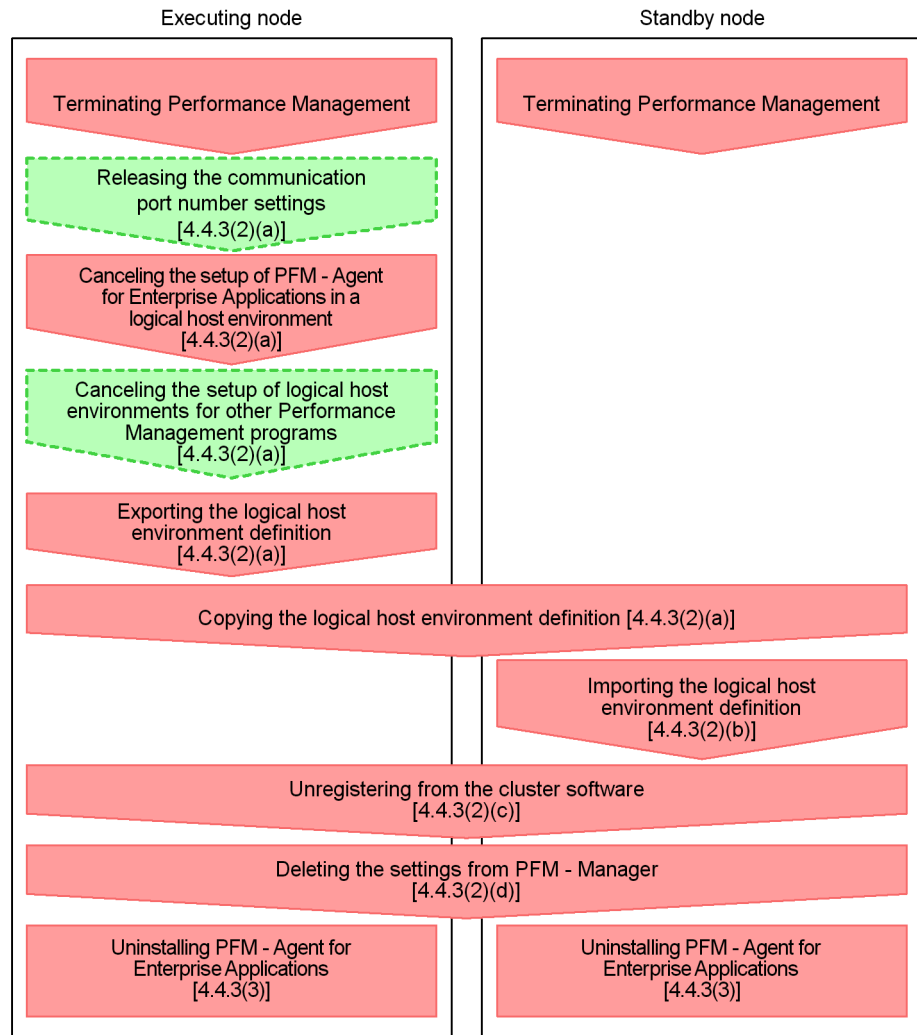 Executing node
Standby node
Terminating Performance Management
Terminating Performance Management
Releasing the communication
port number settings
[4.4.3(2)(a)]
Canceling the setup of PFM - Agent
for Enterprise Applications in a
logical host environment
[4.4.3(2)(a)]
Canceling the setup of logical host
environments for other Performance
Management programs
[4.4.3(2)(a)]
Exporting the logical host
environment definition
[4.4.3(2)(a)]
Copying the logical host environment definition [4.4.3(2)(a)]
Importing the logical host
environment definition
[4.4.3(2)(b)]
Unregistering from the cluster software
[4.4.3(2)(c)]
Deleting the settings from PFM - Manager
[4.4.3(2)(d)]
Uninstalling PFM - Agent for
Enterprise Applications
[4.4.3(3)]
Uninstalling PFM - Agent for
Enterprise Applications
[4.4.3(3)]